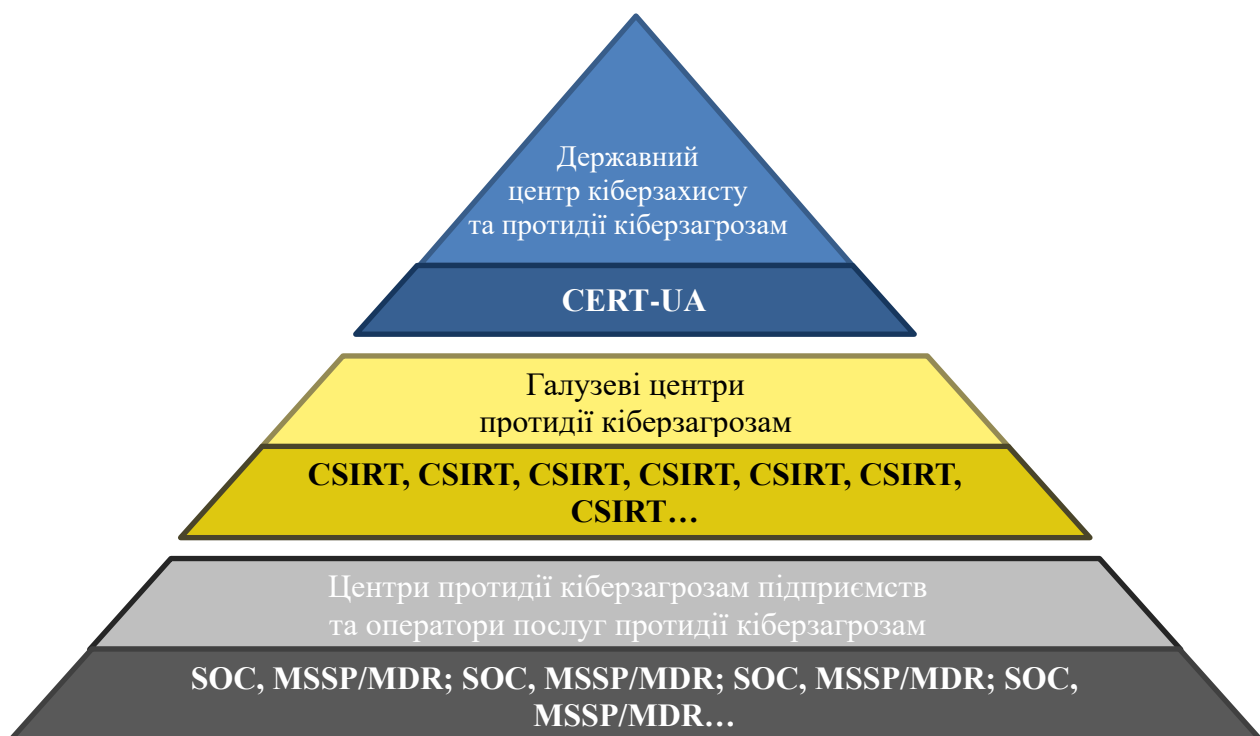 Державний
центр кіберзахисту
та протидії кіберзагрозам
CERT-UA
Галузеві центри
протидії кіберзагрозам
CSIRT, CSIRT, CSIRT, CSIRT, CSIRT, CSIRT,
CSIRT…
Центри протидії кіберзагрозам підприємств
та оператори послуг протидії кіберзагрозам
SOC, MSSP/MDR; SOC, MSSP/MDR; SOC, MSSP/MDR; SOC,
MSSP/MDR…